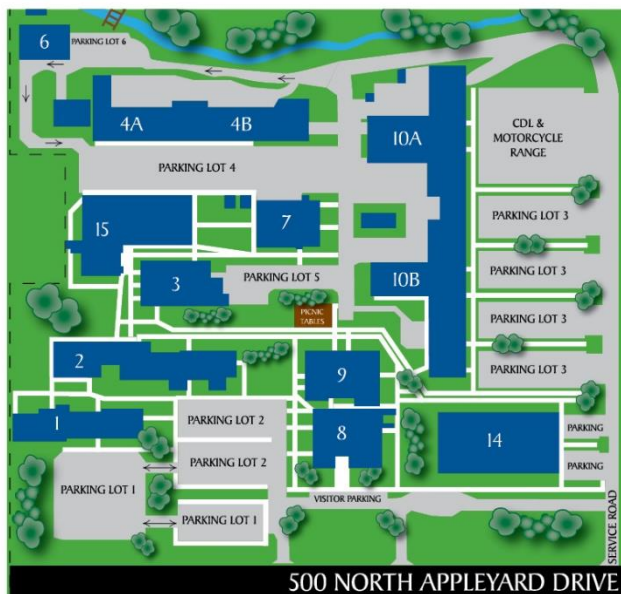 6
PARKING LOT 6
4A
4B
10A
CDL &
MOTORCYCLE
RANGE
PARKING LOT 4
15
7
PARKING LOT 3
3
PARKING LOT 5
10B
PARKING LOT 3
PICNIC
TABLES
PARKING LOT 3
2
9
PARKING LOT 3
1
PARKING LOT 2
8
14
PARKING
PARKING LOT 2
PARKING
PARKING LOT 1
VISITOR PARKING
PARKING LOT 1
SERVICE ROAD
500 NORTH APPLEYARD DRIVE